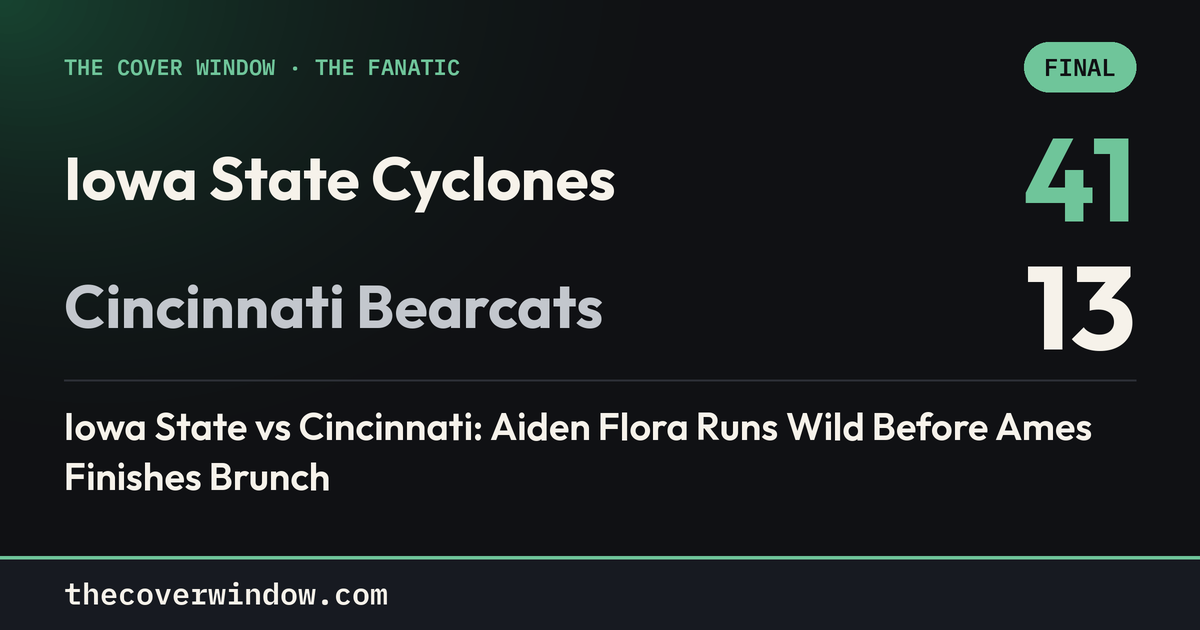 THE COVER WINDOW · THE FANATIC
FINAL
Iowa State Cyclones
41
Cincinnati Bearcats
13
Iowa State vs Cincinnati: Aiden Flora Runs Wild Before Ames
Finishes Brunch
thecoverwindow.com